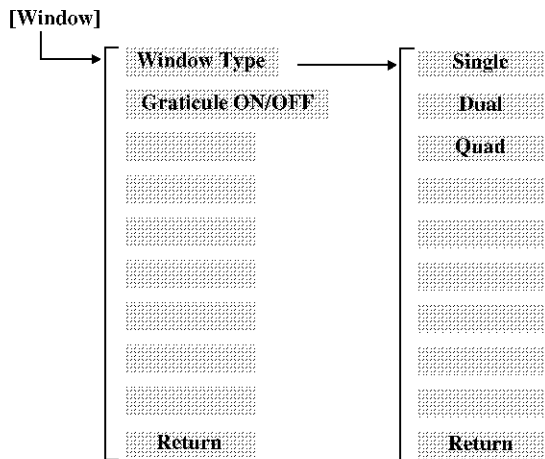 [Window]
Window Type
Graticule ON/OFF
Return
Single
Dual
Quad
Return